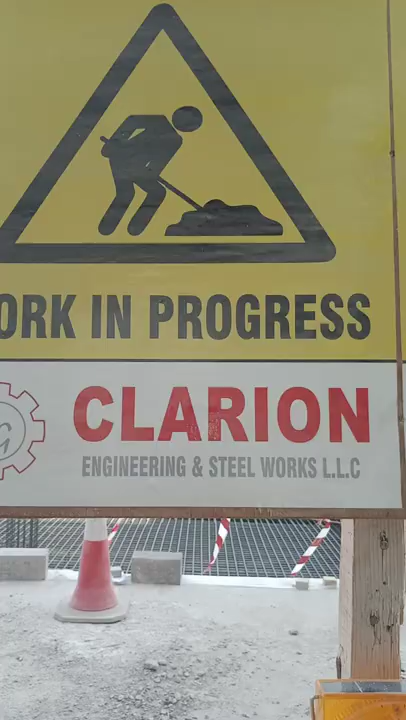 ORK IN PROGRESS
CLARION
ENGINEERING & STEEL WORKS L.L.C